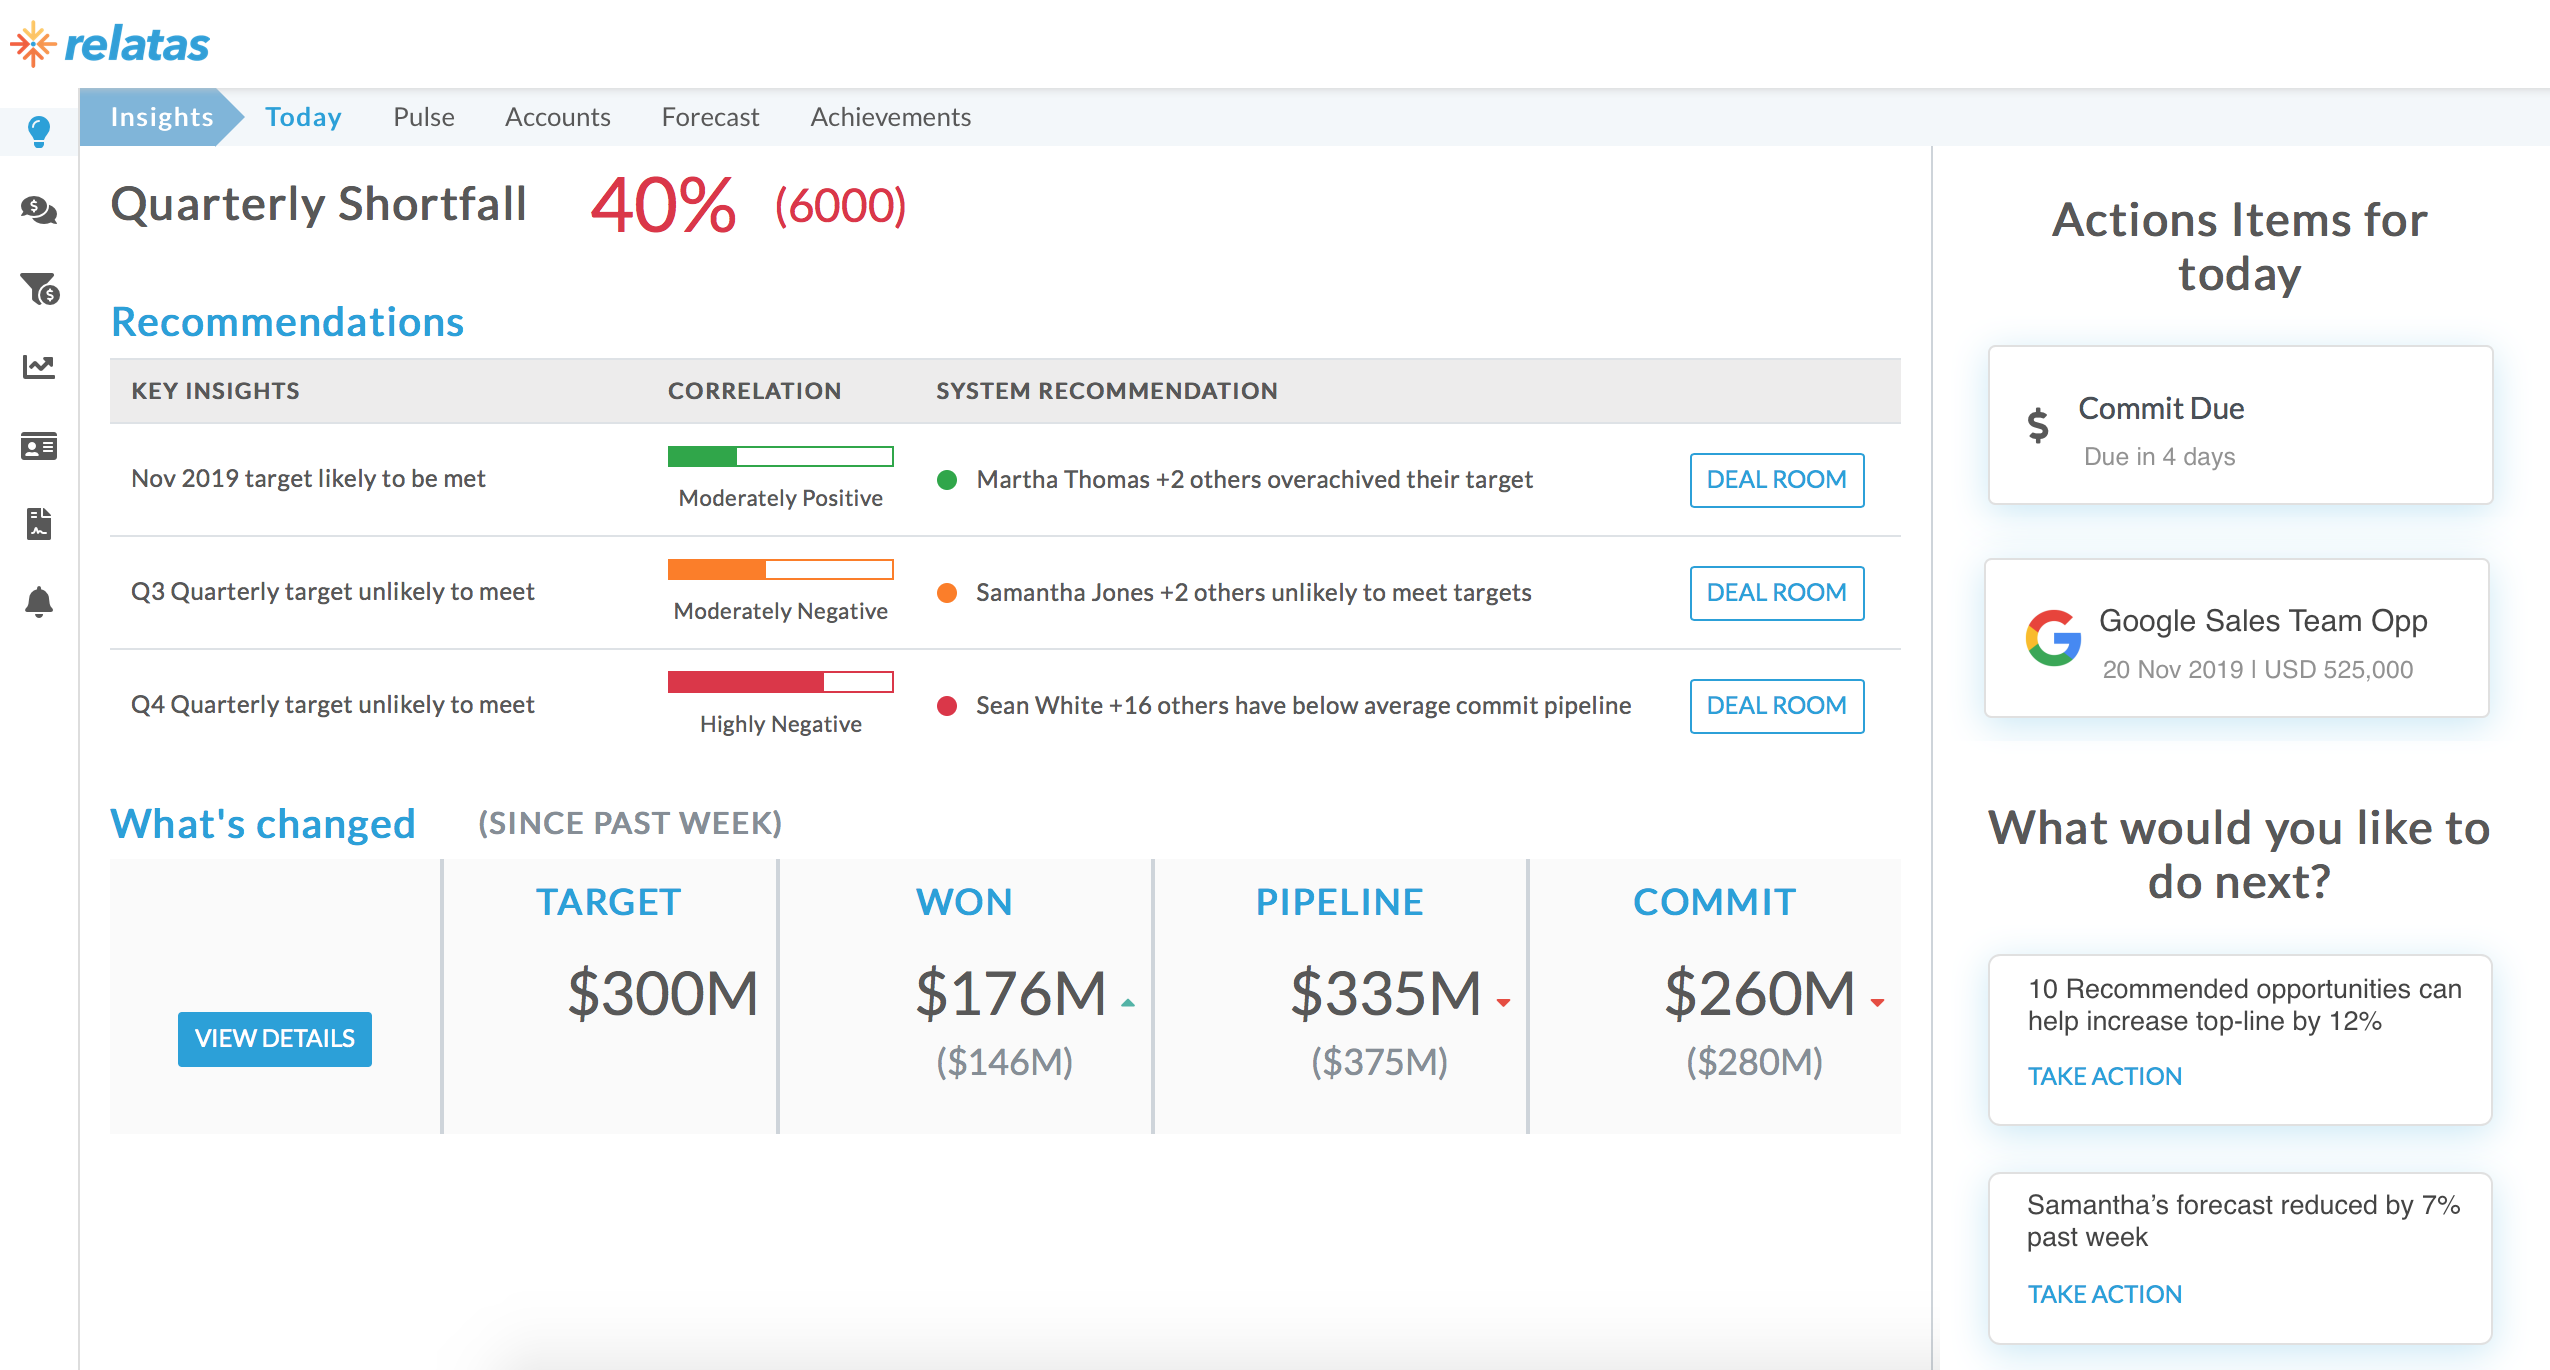 relatas
Insights Today Pulse Accounts Forecast Achievements
Quarterly Shortfall 40% (6000)
Recommendations
KEY INSIGHTS CORRELATION SYSTEM RECOMMENDATION
Nov 2019 target likely to be met
Moderately Positive
Martha Thomas +2 others overachived their target
DEAL ROOM
Q3 Quarterly target unlikely to meet
Moderately Negative
Samantha Jones +2 others unlikely to meet targets
DEAL ROOM
Q4 Quarterly target unlikely to meet
Highly Negative
Sean White +16 others have below average commit pipeline
DEAL ROOM
What's changed (SINCE PAST WEEK)
VIEW DETAILS
TARGET
$300M
WON
$176M
($146M)
PIPELINE
$335M
($375M)
COMMIT
$260M
($280M)
Actions Items for
today
$
Commit Due
Due in 4 days
G
Google Sales Team Opp
20 Nov 2019 | USD 525,000
What would you like to
do next?
10 Recommended opportunities can
help increase top-line by 12%
TAKE ACTION
Samantha’s forecast reduced by 7%
past week
TAKE ACTION